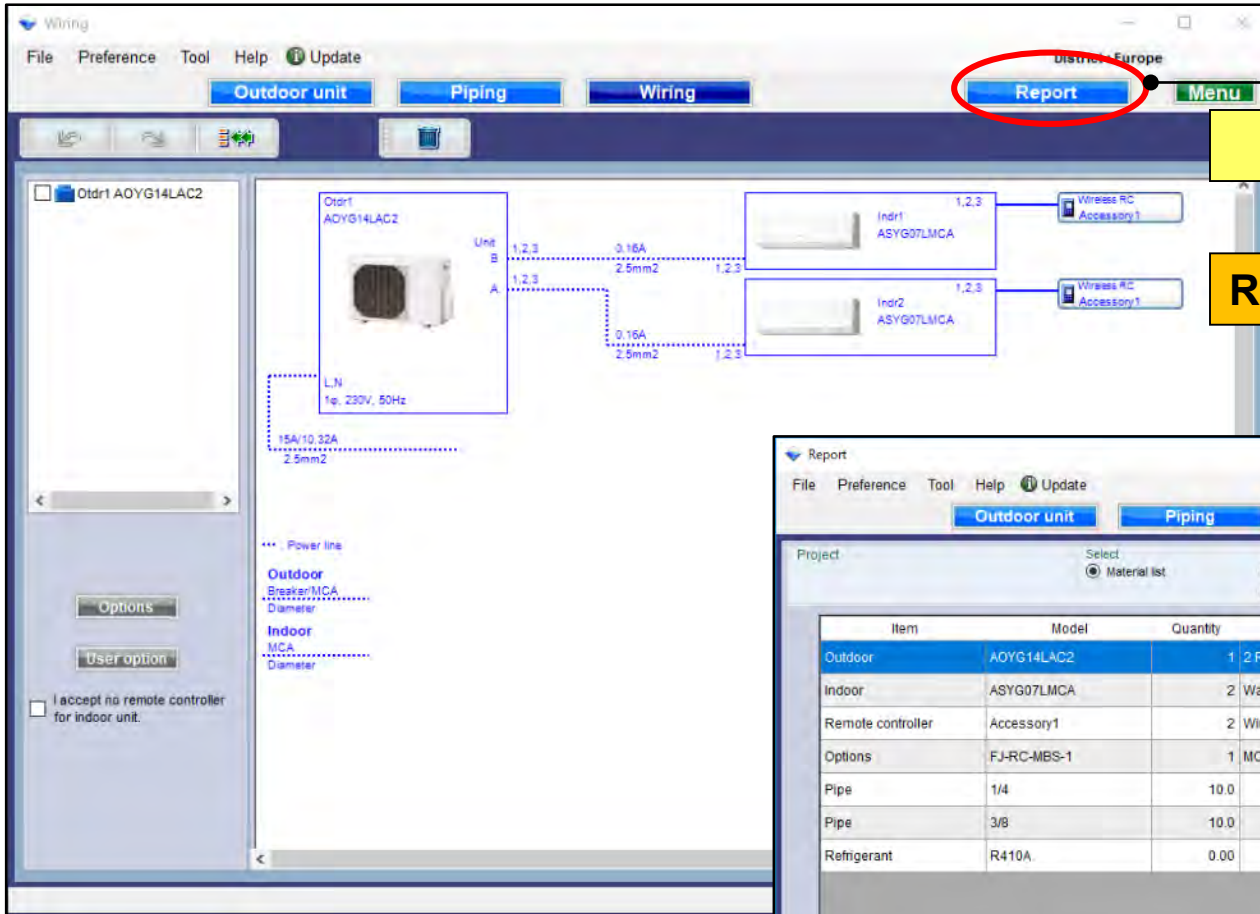 Wiring
File Preference Tool Help Update
District: Europe
Outdoor unit Piping Wiring Report Menu
Otdr1 AOYG14LAC2
Otdr1
AOYG14LAC2
Unit
B 1,2,3
A 1,2,3
0.16A
2.5mm2
1,2,3
0.16A
2.5mm2
1,2,3
Indr1
ASYG07LMCA
1,2,3
Wireless RC
Accessory1
Indr2
ASYG07LMCA
1,2,3
Wireless RC
Accessory1
R
L,N
1φ, 230V, 50Hz
15A/10.32A
2.5mm2
••• : Power line
Outdoor
Breaker/MCA
Diameter
Indoor
MCA
Diameter
Options
User option
I accept no remote controller
for indoor unit.
Report
File Preference Tool Help Update
Outdoor unit Piping
Project Select
Material list
Item Model Quantity
Outdoor AOYG14LAC2 1 2 R
Indoor ASYG07LMCA 2 Wa
Remote controller Accessory1 2 Wi
Options FJ-RC-MBS-1 1 MO
Pipe 1/4 10.0
Pipe 3/8 10.0
Refrigerant R410A 0.00